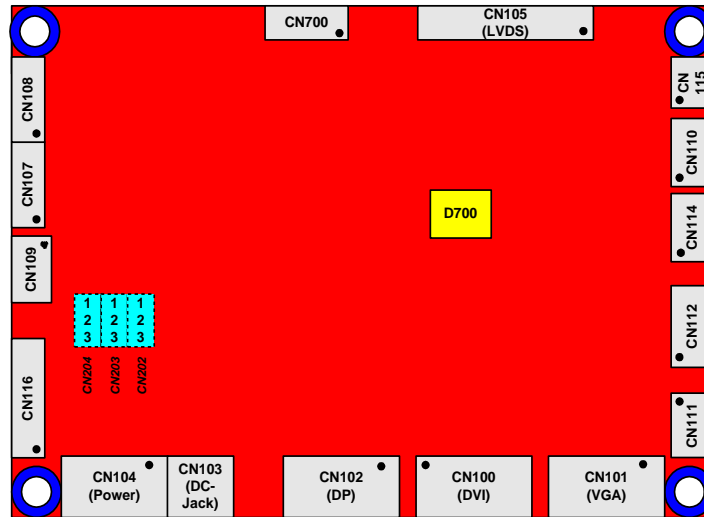 CN700
CN105
(LVDS)
CN108
CN
115
CN110
CN107
CN114
D700
CN109
1 1 1
2 2 2
3 3 3
CN204
CN203
CN202
CN112
CN116
CN111
CN104
(Power)
CN103
(DC-
Jack)
CN102
(DP)
CN100
(DVI)
CN101
(VGA)